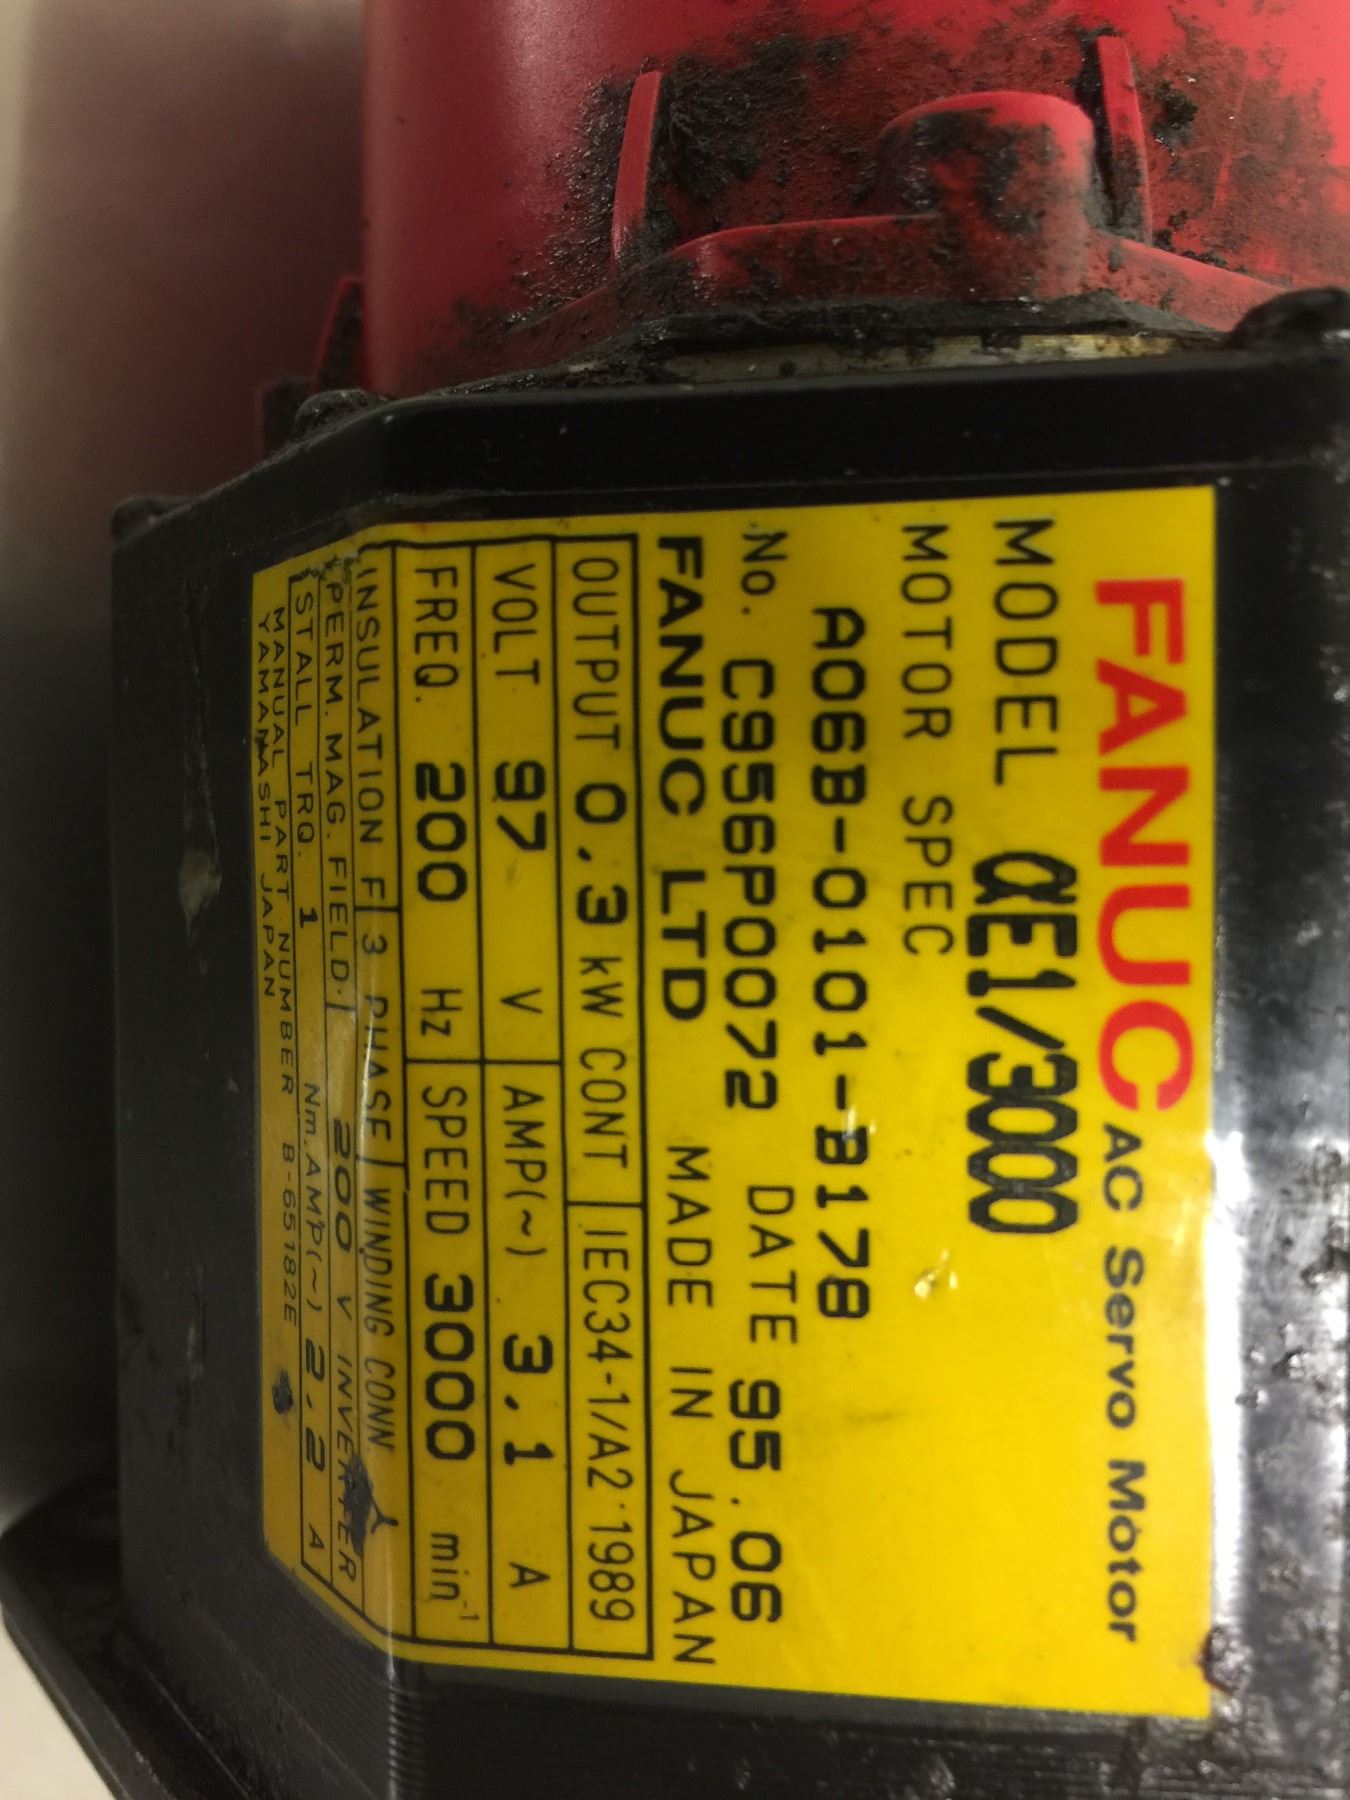 FANUC AC Servo Motor
MODEL αE1/3000
MOTOR SPEC
A06B-0101-B178
No. C956P0072 DATE 95.06
FANUC LTD MADE IN JAPAN
OUTPUT 0.3 kW CONT IEC34-1/A2·1989
VOLT 97 V AMP(~) 3.1 A
FREQ. 200 Hz SPEED 3000 min⁻¹
INSULATION F 3 PHASE WINDING CONN. Y
PERM. MAG. FIELD 200 V INVERTER
STALL TRQ. 1 Nm. AMP(~) 2.2 A
MANUAL PART NUMBER B-65182E
YAMANASHI JAPAN